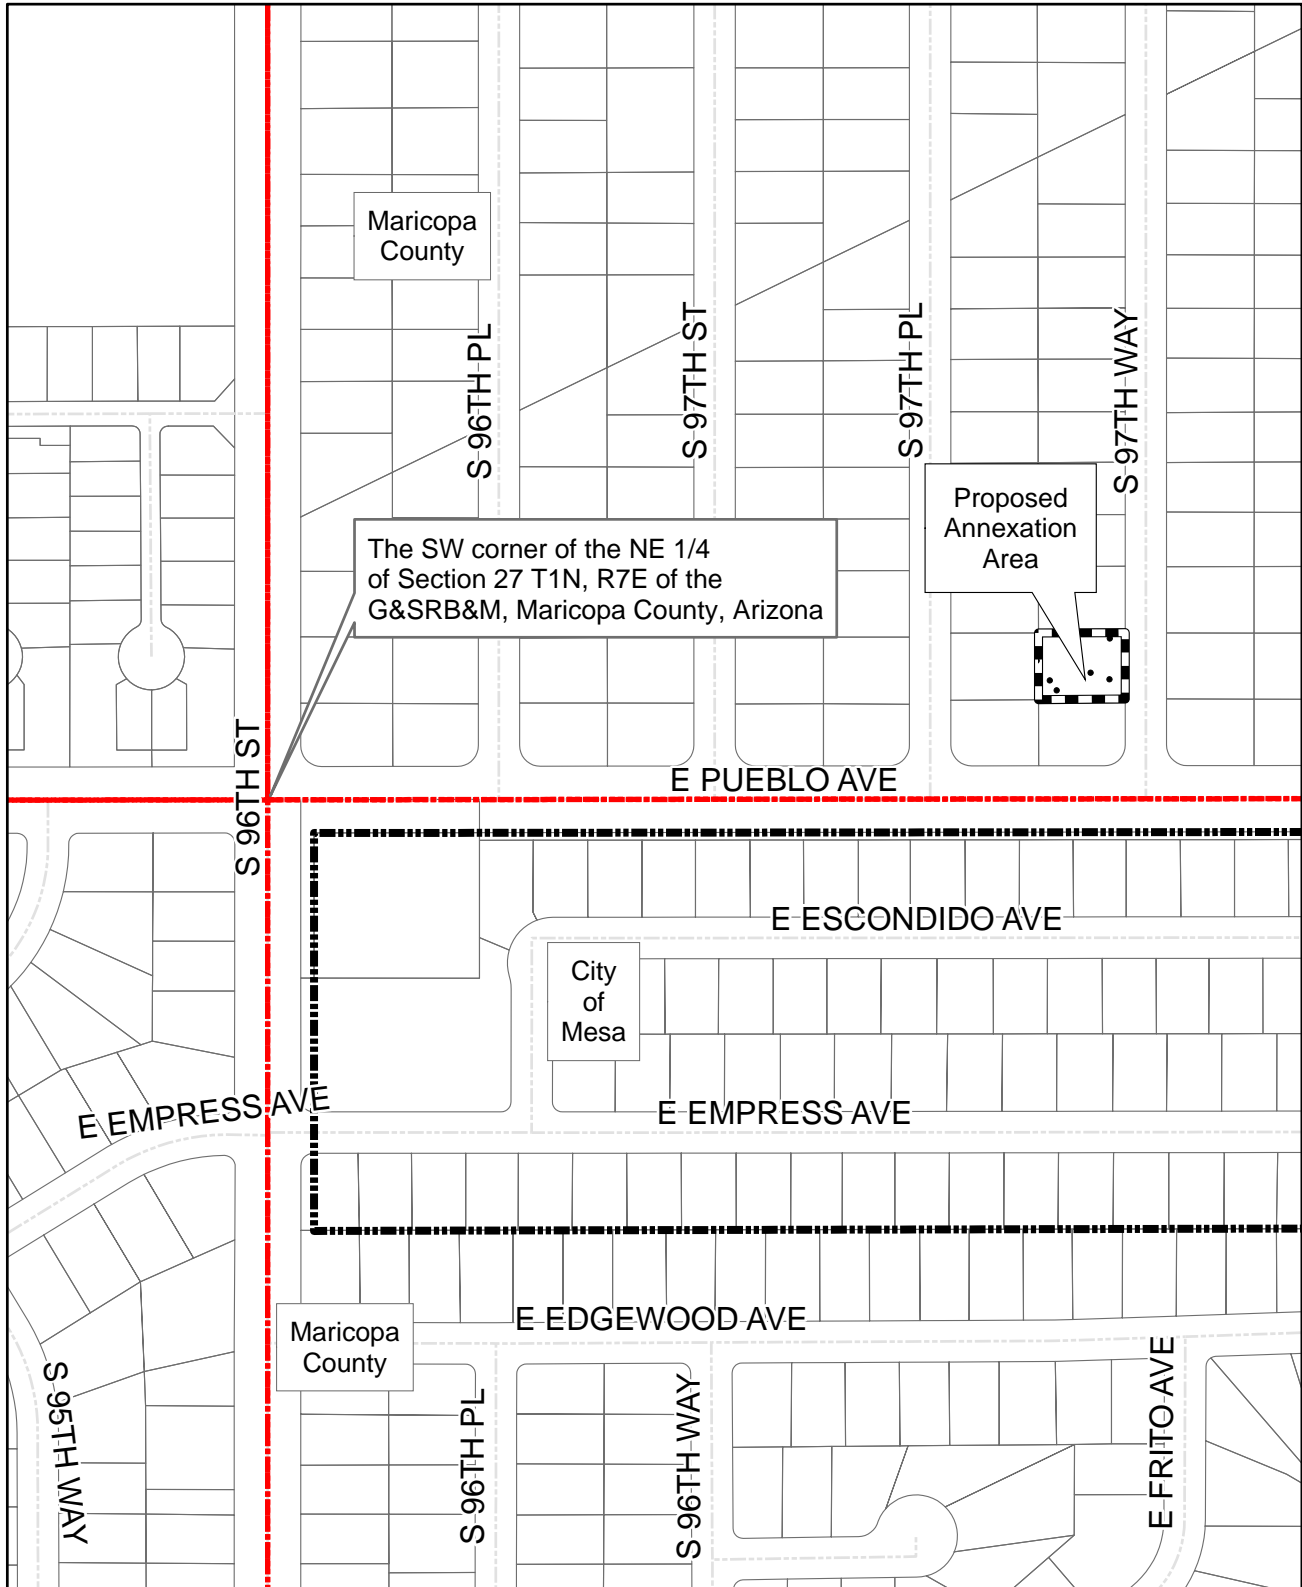 Maricopa
County
S 96TH PL
S 97TH ST
S 97TH PL
S 97TH WAY
Proposed
Annexation
Area
The SW corner of the NE 1/4
of Section 27 T1N, R7E of the
G&SRB&M, Maricopa County, Arizona
S 96TH ST
E PUEBLO AVE
E ESCONDIDO AVE
City
of
Mesa
E EMPRESS AVE
E EMPRESS AVE
E EDGEWOOD AVE
Maricopa
County
S 95TH WAY
S 96TH PL
S 96TH WAY
E FRITO AVE